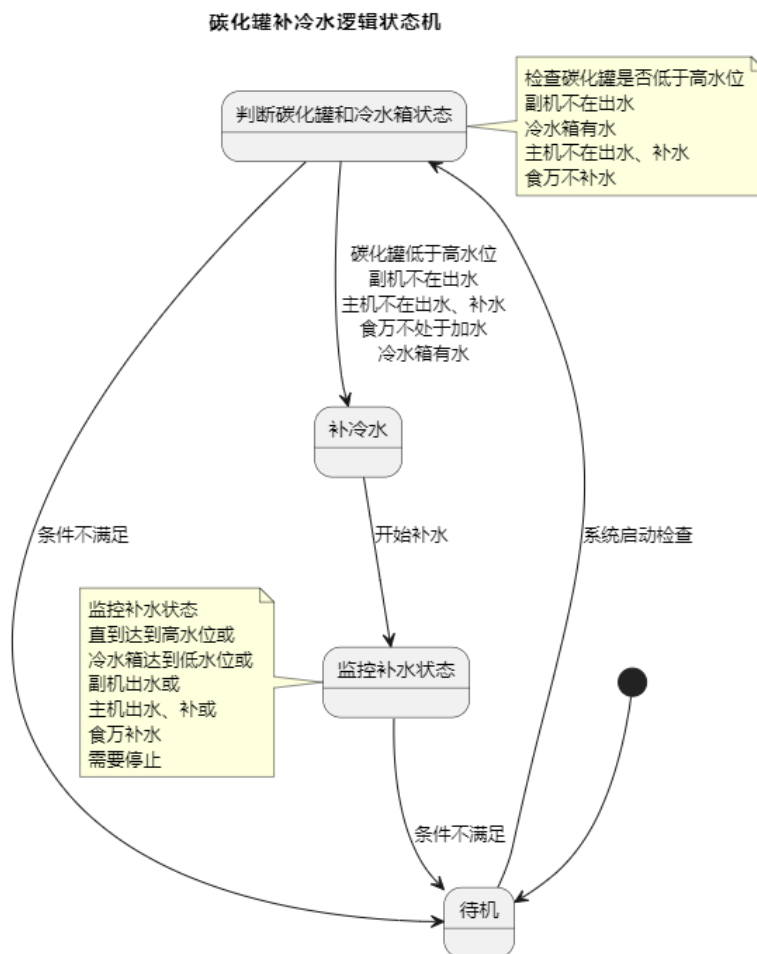 碳化罐补冷水逻辑状态机
判断碳化罐和冷水箱状态
检查碳化罐是否低于高水位
副机不在出水
冷水箱有水
主机不在出水、补水
食万不补水
碳化罐低于高水位
副机不在出水
主机不在出水、补水
食万不处于加水
冷水箱有水
补冷水
条件不满足
开始补水
系统启动检查
监控补水状态
直到达到高水位或
冷水箱达到低水位或
副机出水或
主机出水、补或
食万补水
需要停止
监控补水状态
条件不满足
待机